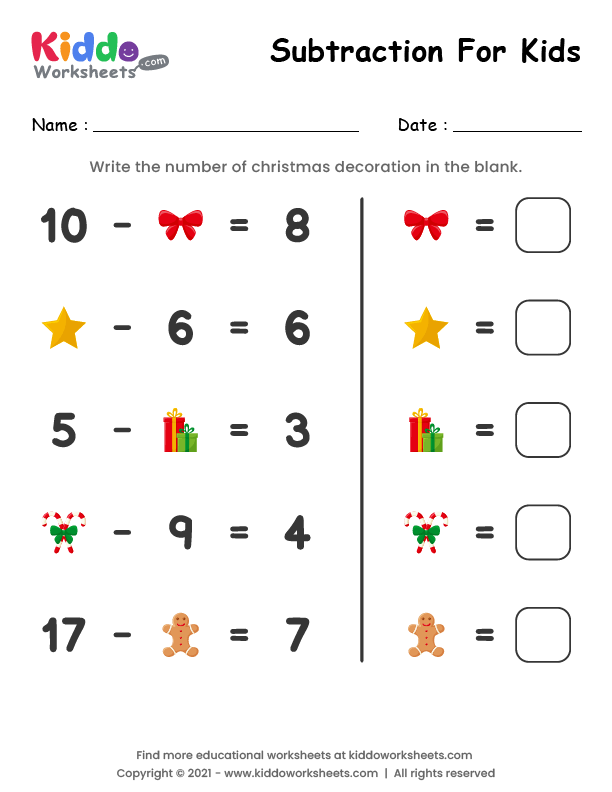 Kiddo
Worksheets.com
Subtraction For Kids
Name : Date :
Write the number of christmas decoration in the blank.
10 - = 8 =
- 6 = 6 =
5 - = 3 =
- 9 = 4 =
17 - = 7 =
Find more educational worksheets at kiddoworksheets.com
Copyright © 2021 - www.kiddoworksheets.com | All rights reserved